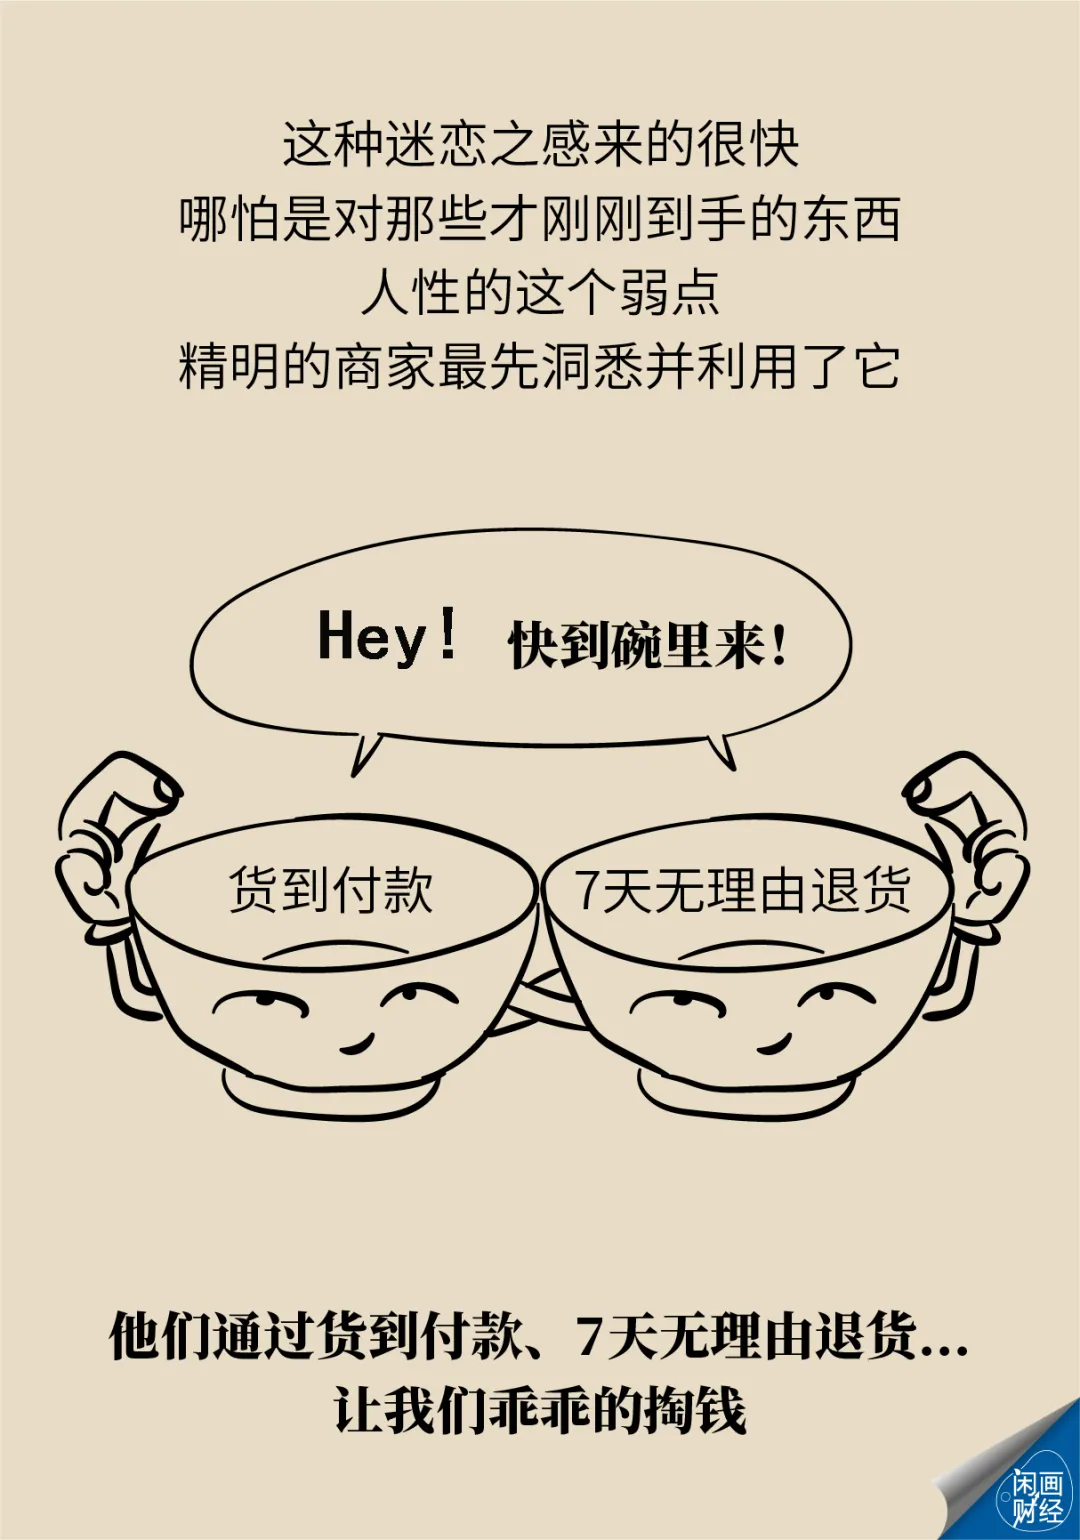 这种迷恋之感来的很快
哪怕是对那些才刚刚到手的东西
人性的这个弱点
精明的商家最先洞悉并利用了它
Hey! 快到碗里来!
货到付款
7天无理由退货
他们通过货到付款、7天无理由退货...
让我们乖乖的掏钱
闲画
财经